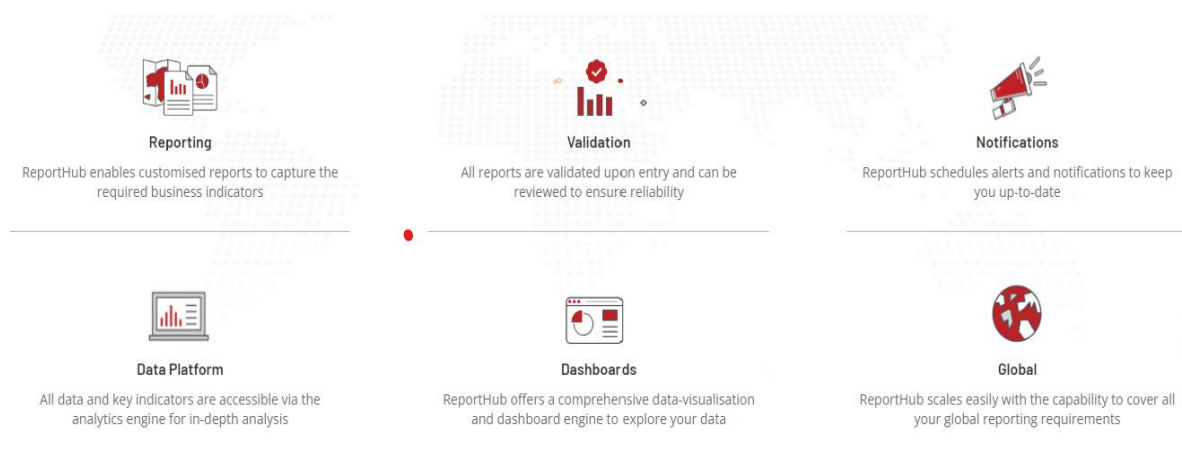 Reporting
ReportHub enables customised reports to capture the
required business indicators
Validation
All reports are validated upon entry and can be
reviewed to ensure reliability
Notifications
ReportHub schedules alerts and notifications to keep
you up-to-date
Data Platform
All data and key indicators are accessible via the
analytics engine for in-depth analysis
Dashboards
ReportHub offers a comprehensive data-visualisation
and dashboard engine to explore your data
Global
ReportHub scales easily with the capability to cover all
your global reporting requirements